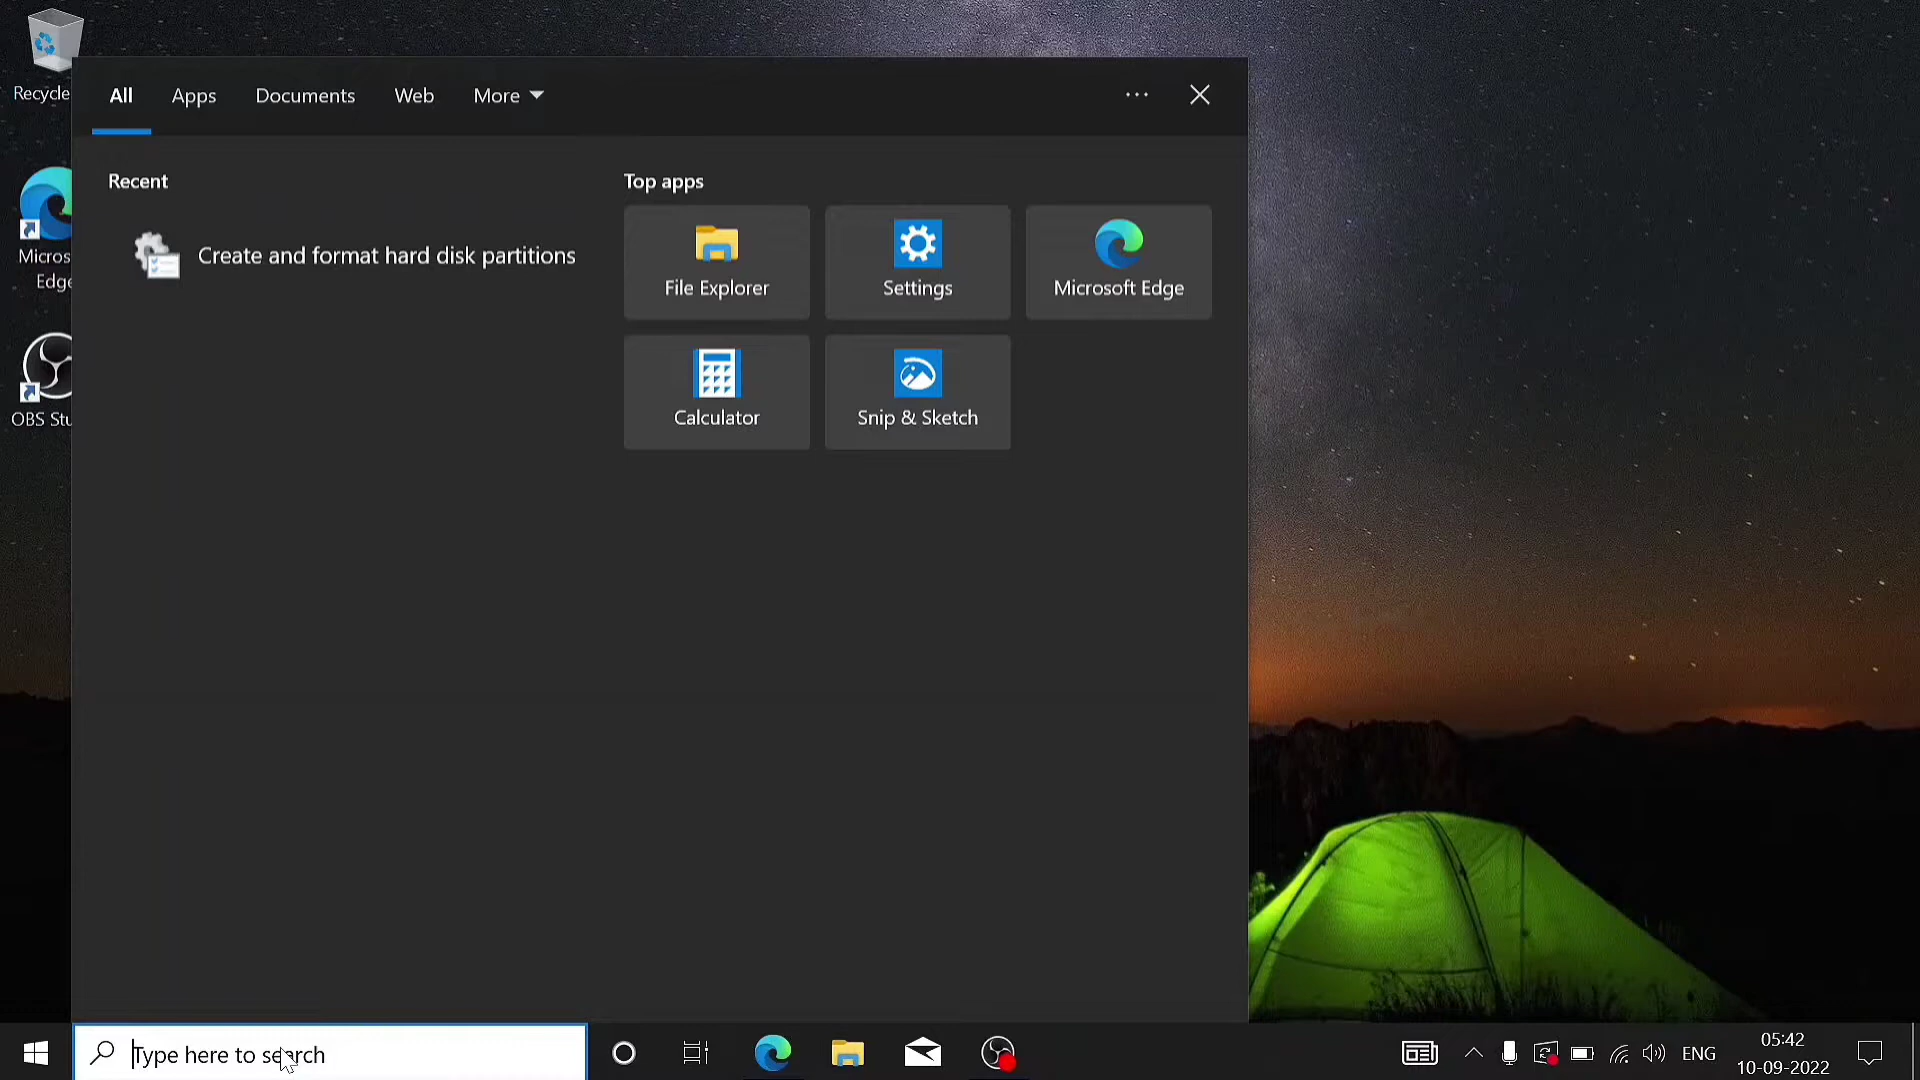 Recycle
All
Apps
Documents
Web
More
Recent
Top apps
Create and format hard disk partitions
File Explorer
Settings
Microsoft Edge
Micros
Edge
Calculator
Snip & Sketch
OBS Stu
Type here to search
ENG
05:42
10-09-2022